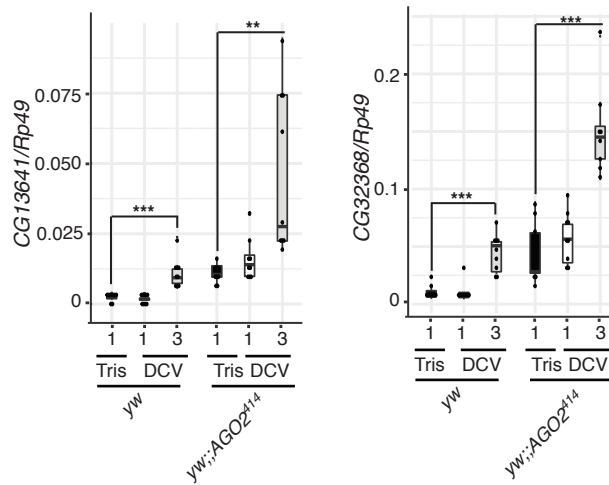 **
***
CG13641/Rp49
0.075
0.050
0.025
0
***
1 1 3 1 1 3
Tris DCV Tris DCV
yw
yw;;AGO2414
***
CG32368/Rp49
0.2
0.1
0
***
1 1 3 1 1 3
Tris DCV Tris DCV
yw
yw;;AGO2414